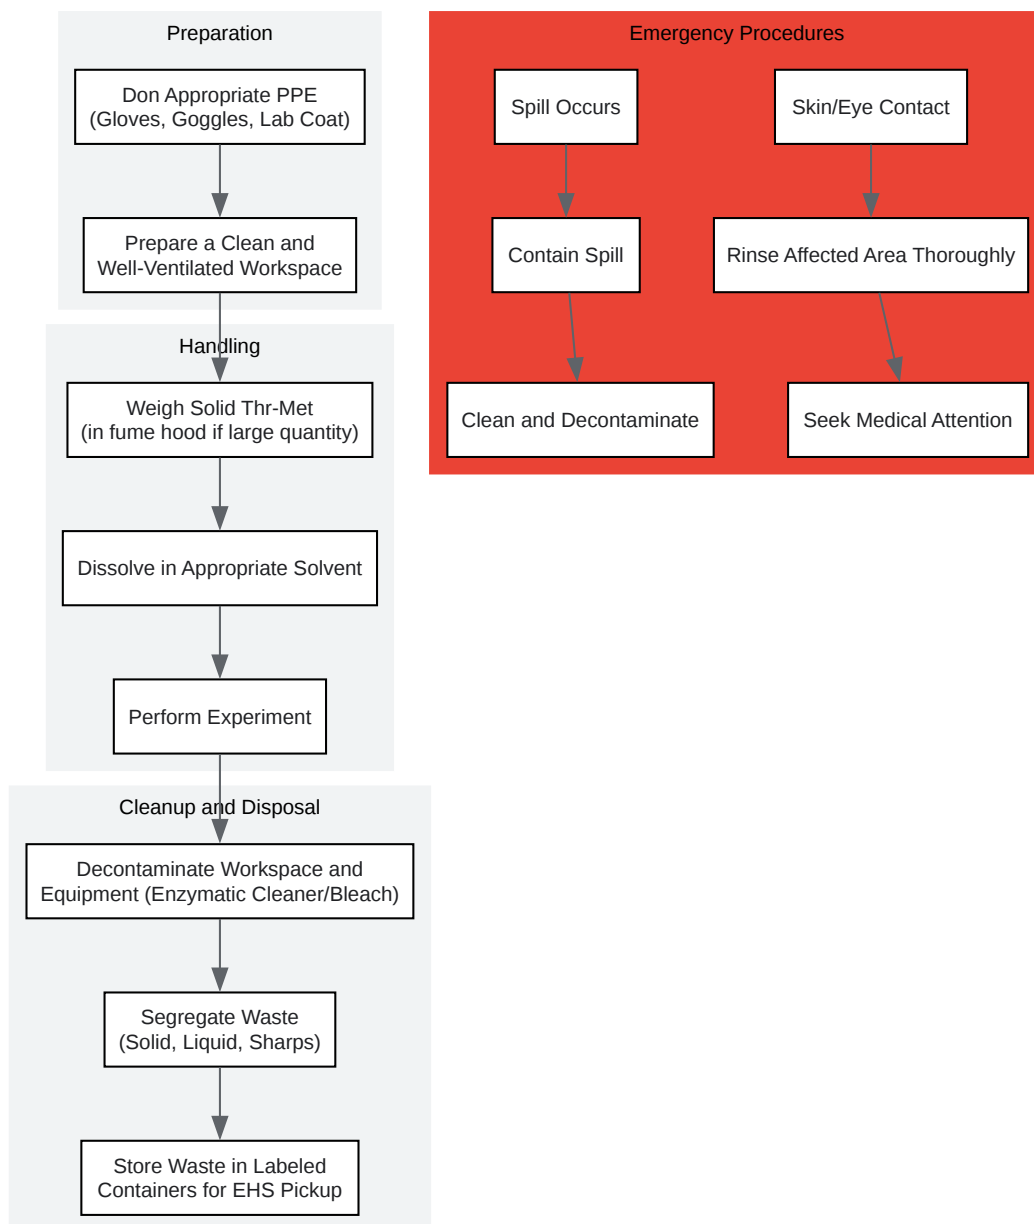 Preparation
Don Appropriate PPE
(Gloves, Goggles, Lab Coat)
Prepare a Clean and
Well-Ventilated Workspace
Handling
Weigh Solid Thr-Met
(in fume hood if large quantity)
Dissolve in Appropriate Solvent
Perform Experiment
Cleanup and Disposal
Decontaminate Workspace and
Equipment (Enzymatic Cleaner/Bleach)
Segregate Waste
(Solid, Liquid, Sharps)
Store Waste in Labeled
Containers for EHS Pickup
Emergency Procedures
Spill Occurs
Contain Spill
Clean and Decontaminate
Skin/Eye Contact
Rinse Affected Area Thoroughly
Seek Medical Attention